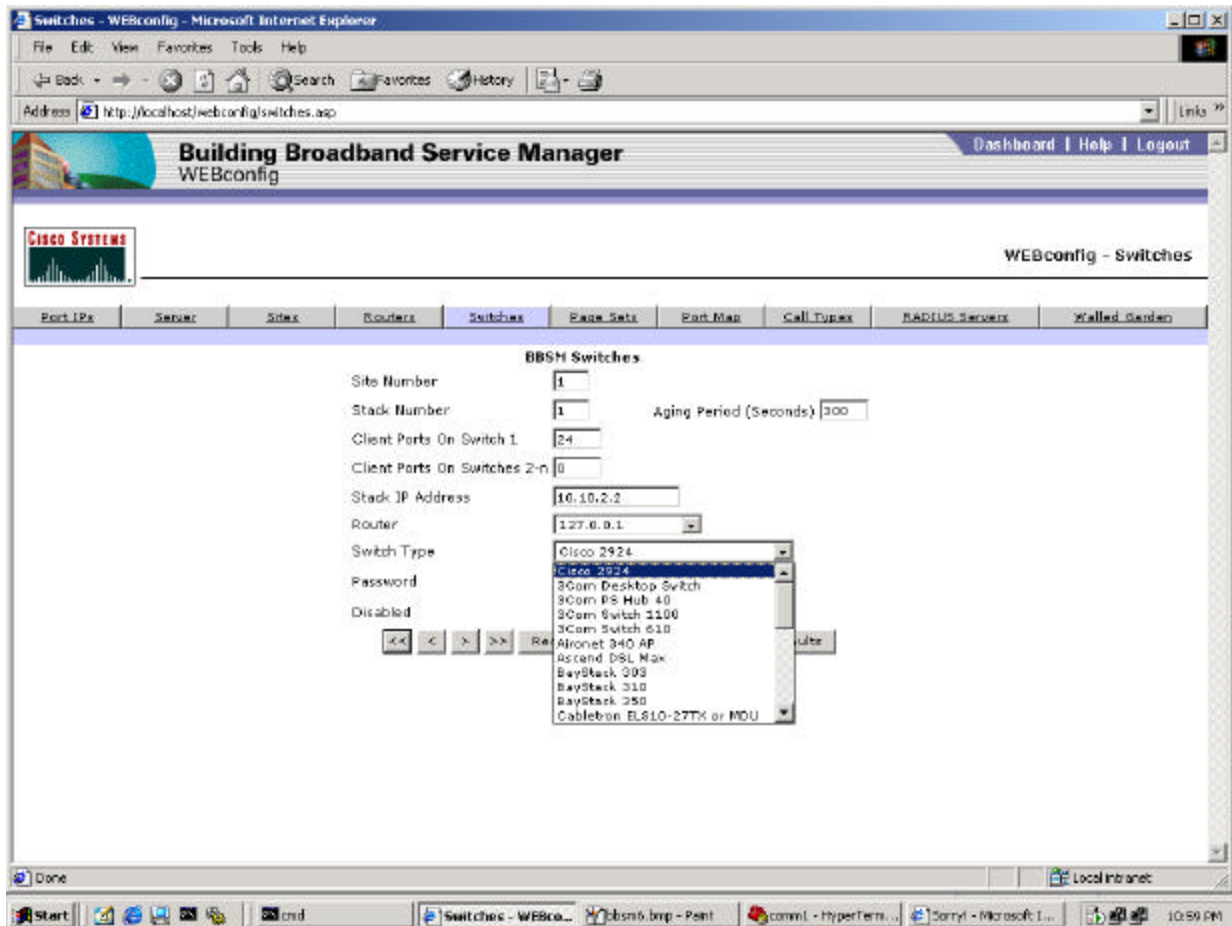 Switches - WEBconfig - Microsoft Internet Explorer
File Edit View Favorites Tools Help
Back Search Favorites History
Address http://localhost/webconfig/switches.asp Links »
Building Broadband Service Manager
WEBconfig
Dashboard | Help | Logout
CISCO SYSTEMS
WEBconfig - Switches
Port IPs Server Sites Routers Switches Page Sets Port Map Call Types RADIUS Servers Walled Garden
BBSM Switches
Site Number 1
Stack Number 1 Aging Period (Seconds) 300
Client Ports On Switch 1 24
Client Ports On Switches 2-n 0
Stack IP Address 10.10.2.2
Router 127.0.0.1
Switch Type Cisco 2924
Cisco 2924
Password
3Com Desktop Switch
3Com PS Hub 40
3Com Switch 1100
Disabled
3Com Switch 610
<< < > >>
Aironet 340 AP
Ascend DSL Max
BayStack 303
BayStack 310
BayStack 350
Cabletron ELS10-27TX or MDU
Done Local intranet
Start cmd Switches - WEBco... bbsm6.bmp - Paint comm1 - HyperTerm... Sorry! - Microsoft I... 10:59 PM